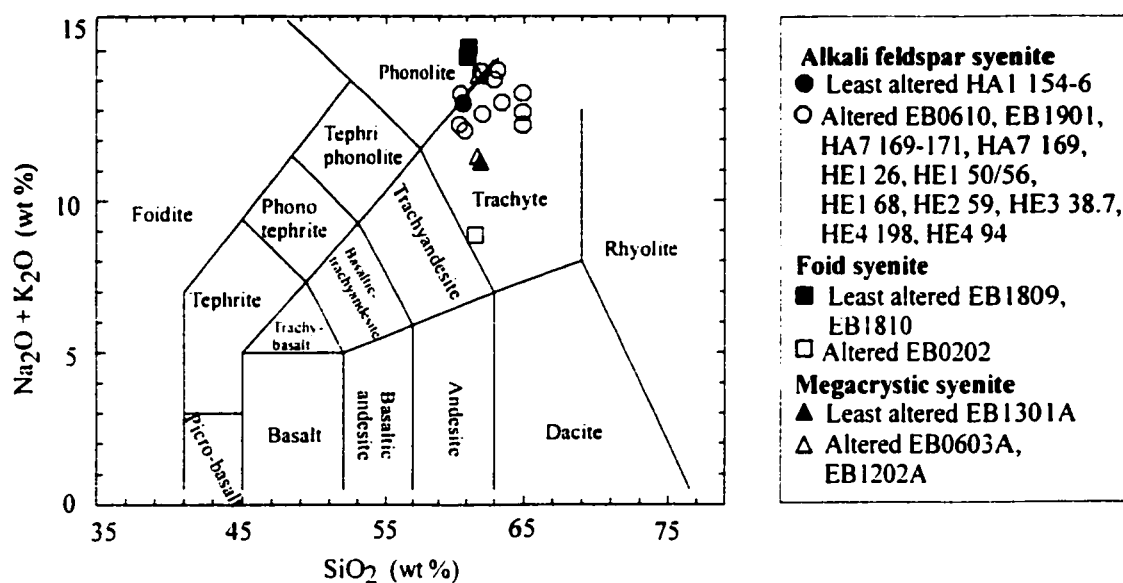 15
10
5
0
Na2O + K2O (wt %)
35
45
55
65
75
SiO2 (wt %)
Phonolite
Tephri
phonolite
Foidite
Phono
tephrite
Trachyandesite
Trachyte
Rhyolite
Tephrite
Basaltic-
trachyandesite
Trachy-
basalt
Picro-basalt
Basalt
Basaltic
andesite
Andesite
Dacite
Alkali feldspar syenite
Least altered HA1 154-6
Altered EB0610, EB1901,
HA7 169-171, HA7 169,
HE1 26, HE1 50/56,
HE1 68, HE2 59, HE3 38.7,
HE4 198, HE4 94
Foid syenite
Least altered EB1809,
EB1810
Altered EB0202
Megacrystic syenite
Least altered EB1301A
Altered EB0603A,
EB1202A